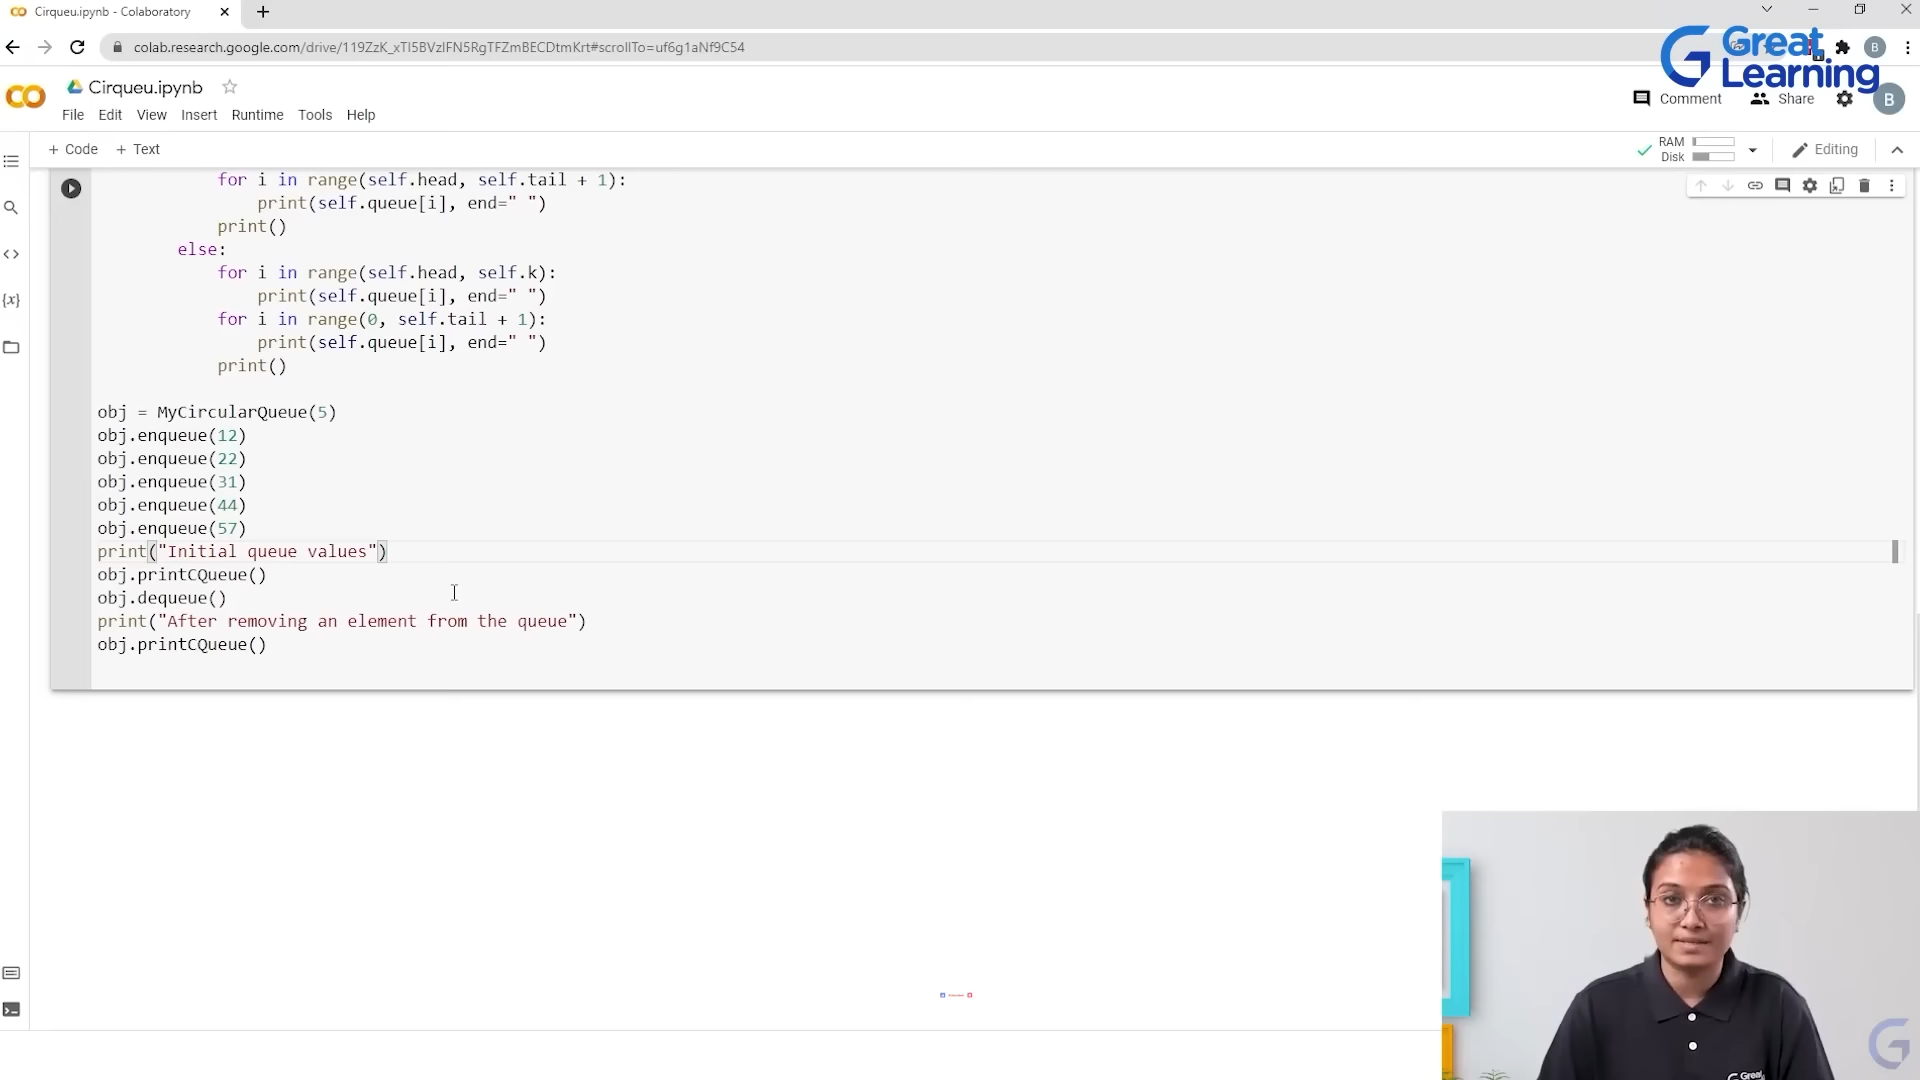 Cirqueu.ipynb - Colaboratory
colab.research.google.com/drive/119ZzK_xTI5BVzIFN5RgTFZmBECDtmKrt#scrollTo=uf6g1aNf9C54
B
Great
Learning
CO
Cirqueu.ipynb
File Edit View Insert Runtime Tools Help
Comment Share B
+ Code + Text
RAM
Disk
Editing
for i in range(self.head, self.tail + 1):
print(self.queue[i], end=" ")
print()
else:
for i in range(self.head, self.k):
print(self.queue[i], end=" ")
for i in range(0, self.tail + 1):
print(self.queue[i], end=" ")
print()
obj = MyCircularQueue(5)
obj.enqueue(12)
obj.enqueue(22)
obj.enqueue(31)
obj.enqueue(44)
obj.enqueue(57)
print("Initial queue values")
obj.printCQueue()
obj.dequeue()
print("After removing an element from the queue")
obj.printCQueue()
{x}
Great